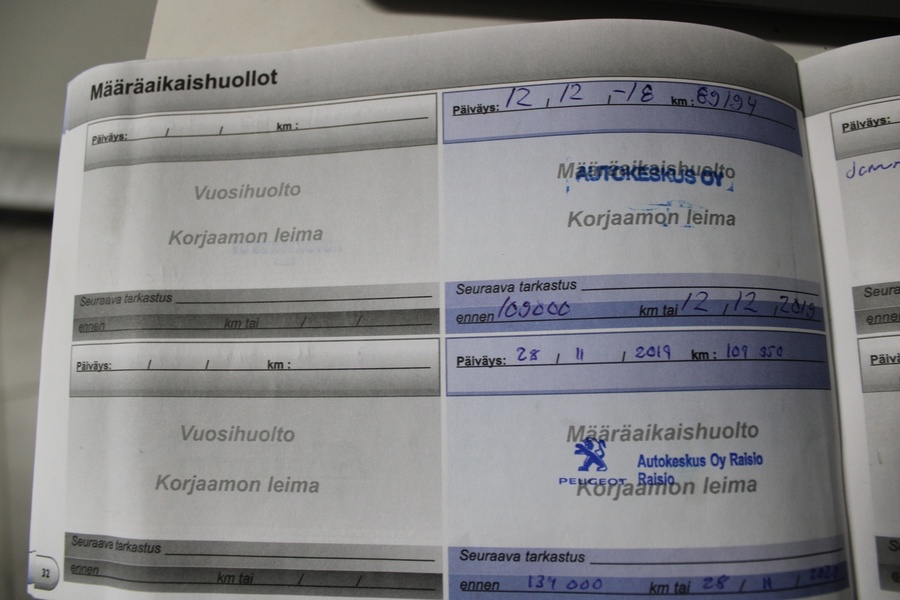 Määräaikaishuollot
Päiväys: / / km :
Vuosihuolto
Korjaamon leima
Seuraava tarkastus
ennen km tai / /
Päiväys: / / km :
Vuosihuolto
Korjaamon leima
Seuraava tarkastus
ennen km tai / /
32
Päiväys: 12 , 12 , -18 km : 69194
Määräaikaishuolto
AUTOKESKUS OY
Korjaamon leima
Seuraava tarkastus
ennen 109000 km tai 12 , 12 , 2019
Päiväys: 28 / 11 / 2019 km : 109 350
Määräaikaishuolto
PEUGEOT
Autokeskus Oy Raisio
Raisio
Korjaamon leima
Seuraava tarkastus
ennen 139 000 km tai 28 / 11 /
Päiväys: